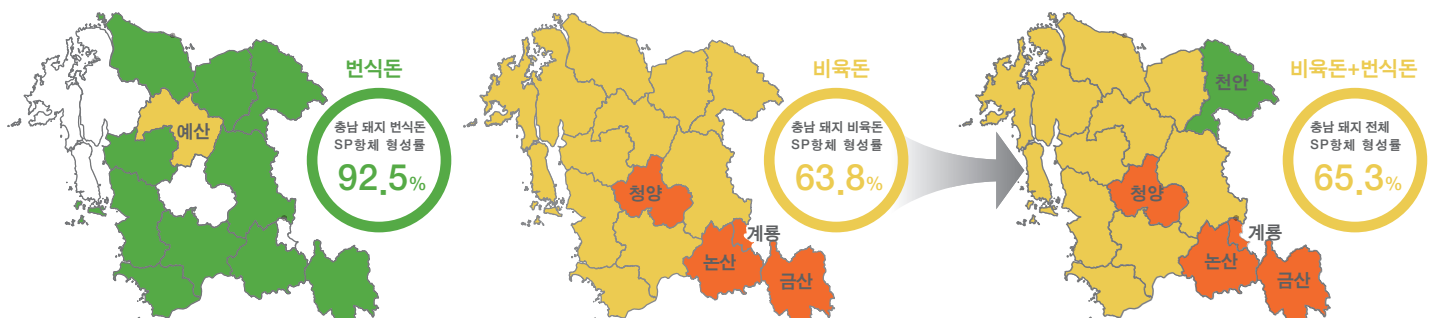 번식돈
예산
충남 돼지 번식돈
SP항체 형성률
92.5%
비육돈
충남 돼지 비육돈
SP항체 형성률
63.8%
청양
계룡
논산
금산
비육돈+번식돈
천안
충남 돼지 전체
SP항체 형성률
65.3%
청양
계룡
논산
금산